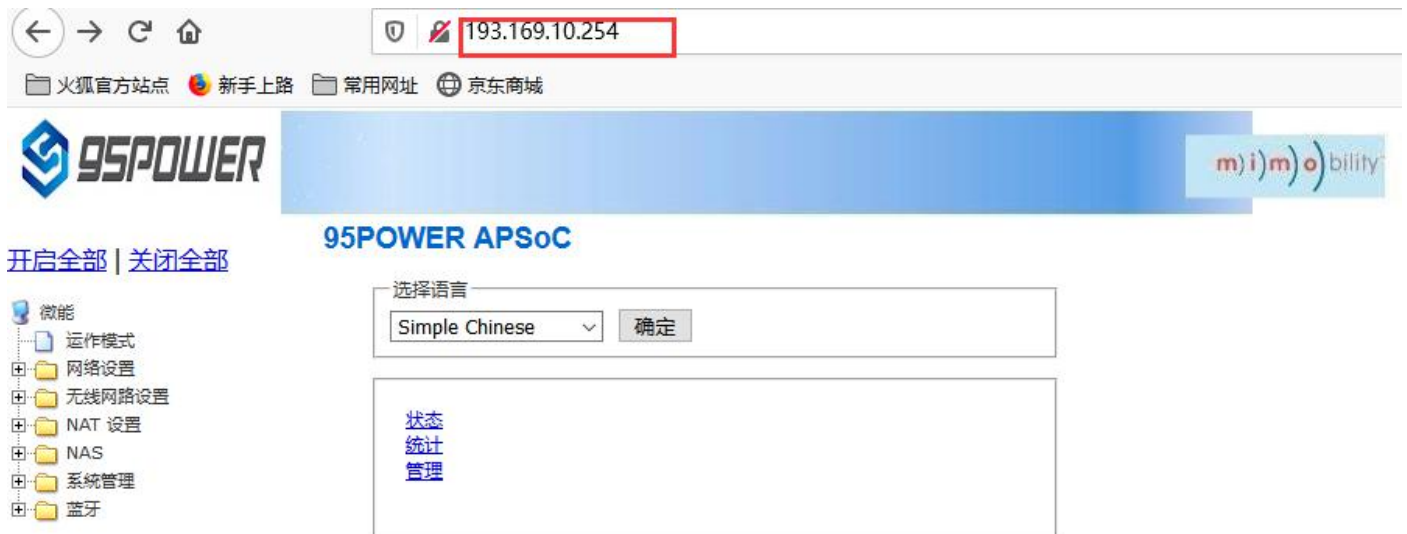 193.169.10.254
火狐官方站点 新手上路 常用网址 京东商城
95POWER
m)i)m)o)bility
95POWER APSoC
开启全部 | 关闭全部
选择语言
Simple Chinese 确定
微能
运作模式
网络设置
无线网路设置
NAT 设置
NAS
系統管理
蓝牙
状态
统计
管理